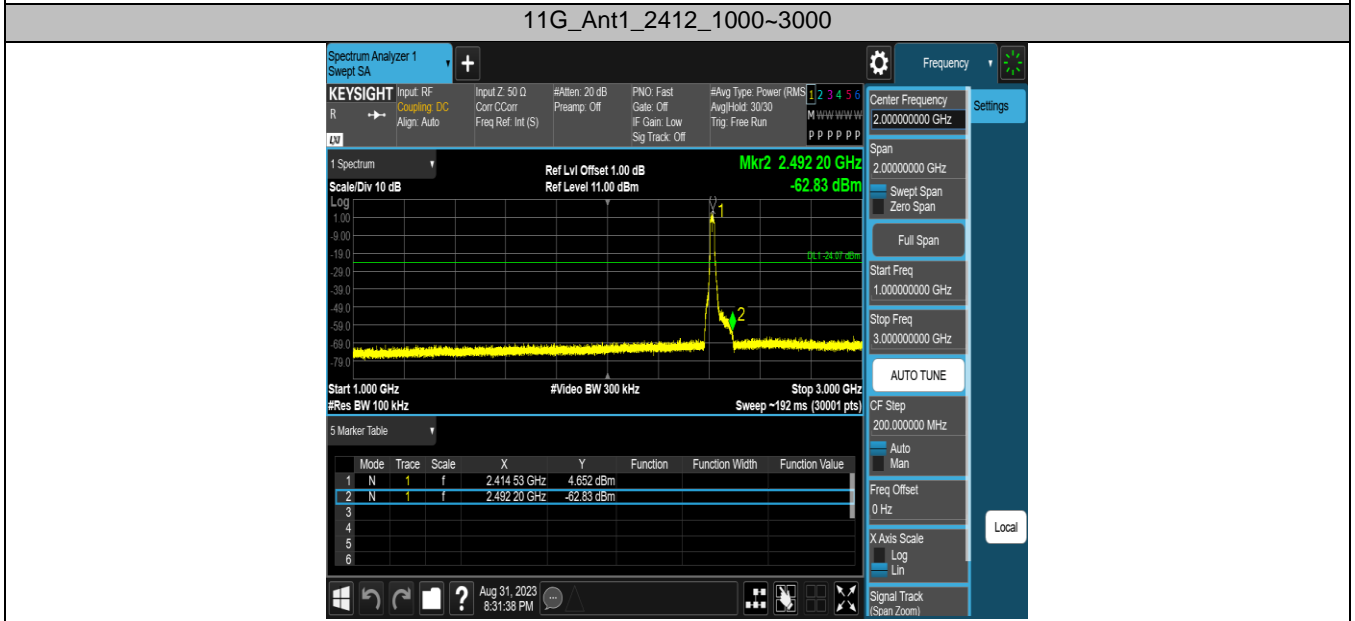 11G_Ant1_2412_1000~3000
Spectrum Analyzer 1
Swept SA
+
Frequency
KEYSIGHT
R
LXI
Input: RF
Coupling: DC
Align: Auto
Input Z: 50 Ω
Corr CCorr
Freq Ref: Int (S)
#Atten: 20 dB
Preamp: Off
PNO: Fast
Gate: Off
IF Gain: Low
Sig Track: Off
#Avg Type: Power (RMS
Avg|Hold: 30/30
Trig: Free Run
1 2 3 4 5 6
M W W W W W
P P P P P P
Center Frequency
2.000000000 GHz
Settings
1 Spectrum
Scale/Div 10 dB
Ref Lvl Offset 1.00 dB
Ref Level 11.00 dBm
Mkr2 2.492 20 GHz
-62.83 dBm
Span
2.00000000 GHz
Swept Span
Zero Span
Full Span
Start Freq
1.000000000 GHz
Stop Freq
3.000000000 GHz
AUTO TUNE
CF Step
200.000000 MHz
Auto
Man
Freq Offset
0 Hz
X Axis Scale
Log
Lin
Signal Track
(Span Zoom)
Local
Log
1.00
-9.00
-19.0
-29.0
-39.0
-49.0
-59.0
-69.0
-79.0
1
DL1 -24.07 dBm
2
Start 1.000 GHz
#Video BW 300 kHz
Stop 3.000 GHz
#Res BW 100 kHz
Sweep ~192 ms (30001 pts)
5 Marker Table
Mode Trace Scale X Y Function Function Width Function Value
1 N 1 f 2.414 53 GHz 4.652 dBm
2 N 1 f 2.492 20 GHz -62.83 dBm
3
4
5
6
?
Aug 31, 2023
8:31:38 PM